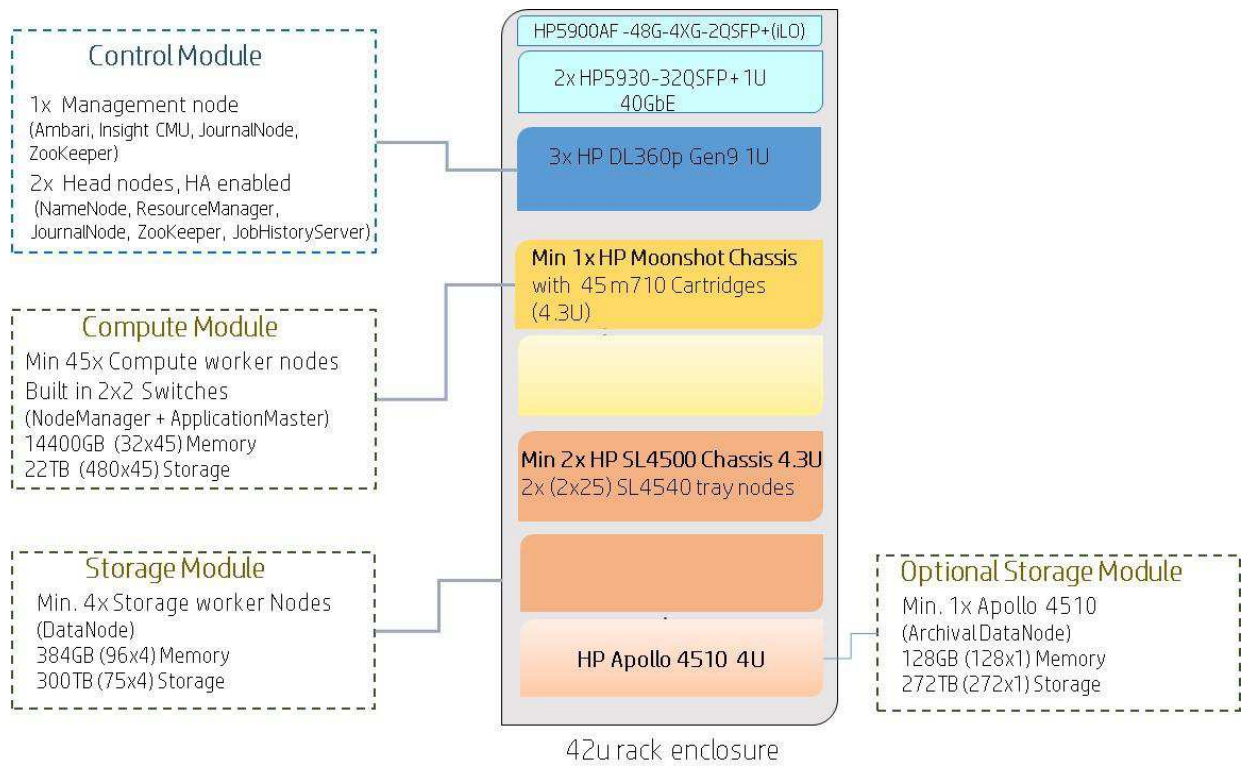 Control Module
1x Management node
(Ambari, Insight CMU, JournalNode,
ZooKeeper)
2x Head nodes, HA enabled
(NameNode, ResourceManager,
JournalNode, ZooKeeper, JobHistoryServer)
Compute Module
Min 45x Compute worker nodes
Built in 2x2 Switches
(NodeManager + ApplicationMaster)
14400GB (32x45) Memory
22TB (480x45) Storage
Storage Module
Min. 4x Storage worker Nodes
(DataNode)
384GB (96x4) Memory
300TB (75x4) Storage
HP5900AF -48G-4XG-2QSFP+(iLO)
2x HP5930-32QSFP+ 1U
40GbE
3x HP DL360p Gen9 1U
Min 1x HP Moonshot Chassis
with 45 m710 Cartridges
(4.3U)
Min 2x HP SL4500 Chassis 4.3U
2x (2x25) SL4540 tray nodes
HP Apollo 4510 4U
42u rack enclosure
Optional Storage Module
Min. 1x Apollo 4510
(Archival DataNode)
128GB (128x1) Memory
272TB (272x1) Storage